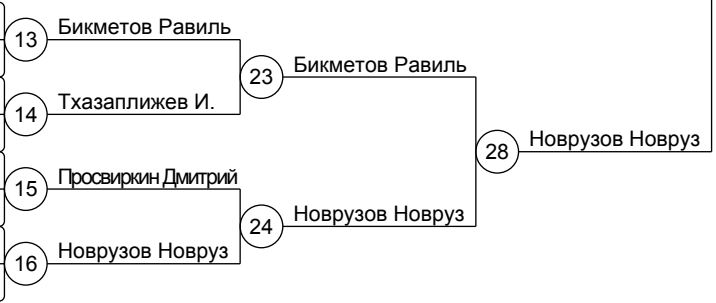 13 Бикметов Равиль
23 Бикметов Равиль
14 Тхазаплижев И.
28 Новрузов Новруз
15 Просвиркин Дмитрий
24 Новрузов Новруз
16 Новрузов Новруз